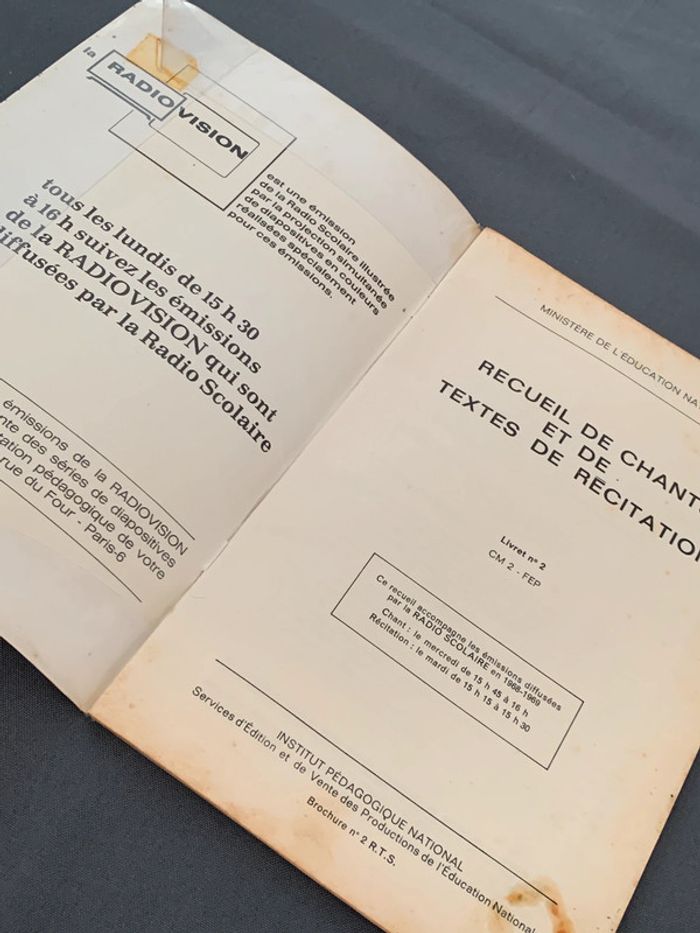 la
RADIO
VISION
est une émission
de la Radio Scolaire illustrée
par la projection simultanée
de diapositives en couleurs
réalisées spécialement
pour ces émissions.
tous les lundis de 15 h 30
à 16 h suivez les émissions
de la RADIOVISION qui sont
diffusées par la Radio Scolaire
émissions de la RADIOVISION
des séries de diapositives
pédagogique de votre
rue du Four - Paris-6
MINISTÈRE DE L'ÉDUCATION NA
RECUEIL DE CHANT
ET DE
TEXTES DE RÉCITATION
Livret n° 2
CM 2 - FEP
Ce recueil accompagne les émissions diffusées
par la RADIO SCOLAIRE en 1968-1969
Chant : le mercredi de 15 h 45 à 16 h
Récitation : le mardi de 15 h 15 à 15 h 30
INSTITUT PÉDAGOGIQUE NATIONAL
Services d'Édition et de Vente des Productions de l'Éducation National
Brochure n° 2 R.T.S.